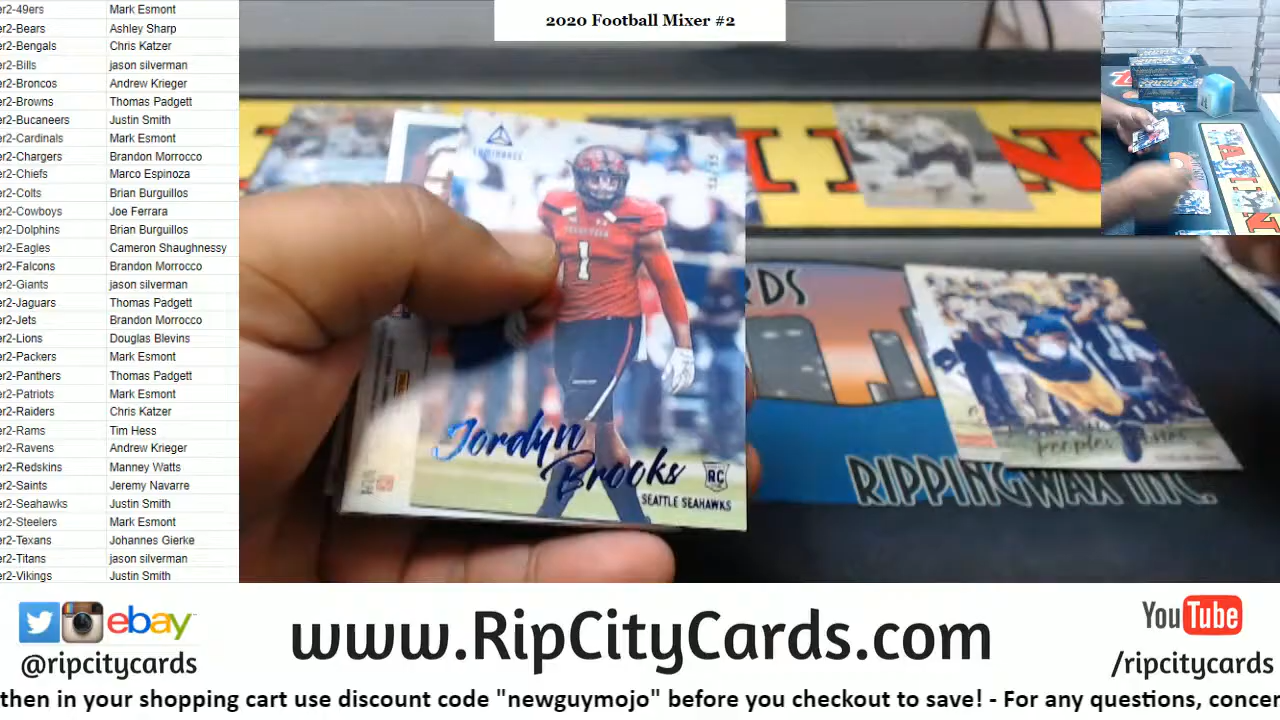 2020 Football Mixer #2
er2-49ers Mark Esmont
er2-Bears Ashley Sharp
er2-Bengals Chris Katzer
er2-Bills jason silverman
er2-Broncos Andrew Krieger
er2-Browns Thomas Padgett
er2-Bucaneers Justin Smith
er2-Cardinals Mark Esmont
er2-Chargers Brandon Morrocco
er2-Chiefs Marco Espinoza
er2-Colts Brian Burguillos
er2-Cowboys Joe Ferrara
er2-Dolphins Brian Burguillos
er2-Eagles Cameron Shaughnessy
er2-Falcons Brandon Morrocco
er2-Giants jason silverman
er2-Jaguars Thomas Padgett
er2-Jets Brandon Morrocco
er2-Lions Douglas Blevins
er2-Packers Mark Esmont
er2-Panthers Thomas Padgett
er2-Patriots Mark Esmont
er2-Raiders Chris Katzer
er2-Rams Tim Hess
er2-Ravens Andrew Krieger
er2-Redskins Manney Watts
er2-Saints Jeremy Navarre
er2-Seahawks Justin Smith
er2-Steelers Mark Esmont
er2-Texans Johannes Gierke
er2-Titans jason silverman
er2-Vikings Justin Smith
LUMINANCE
1
Jordyn
Brooks
RC
SEATTLE SEAHAWKS
RDS
Peoples
RIPPINGWAX INC.
ebay
@ripcitycards
www.RipCityCards.com
YouTube
/ripcitycards
then in your shopping cart use discount code "newguymojo" before you checkout to save! - For any questions, concer